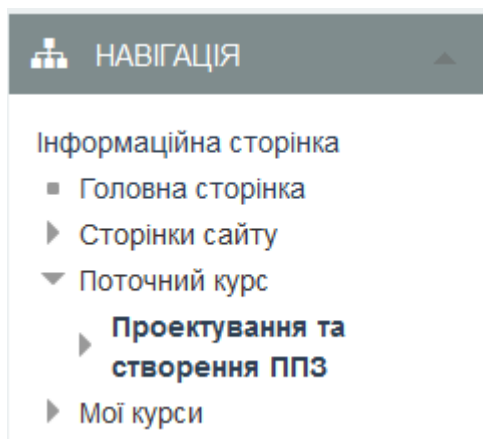 НАВІГАЦІЯ
Інформаційна сторінка
Головна сторінка
Сторінки сайту
Поточний курс
Проектування та
створення ППЗ
Мої курси